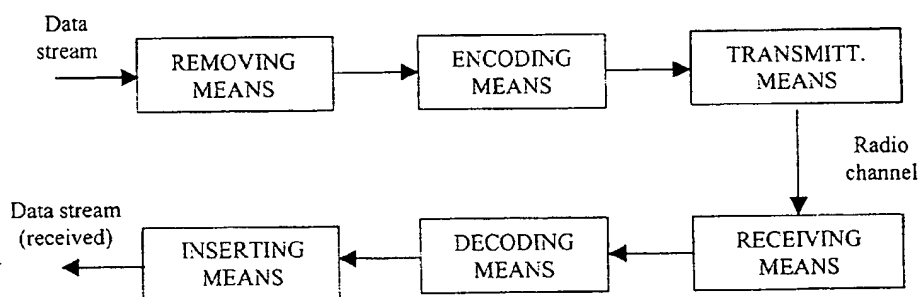 Data
stream
REMOVING
MEANS
ENCODING
MEANS
TRANSMITT.
MEANS
Radio
channel
Data stream
(received)
INSERTING
MEANS
DECODING
MEANS
RECEIVING
MEANS